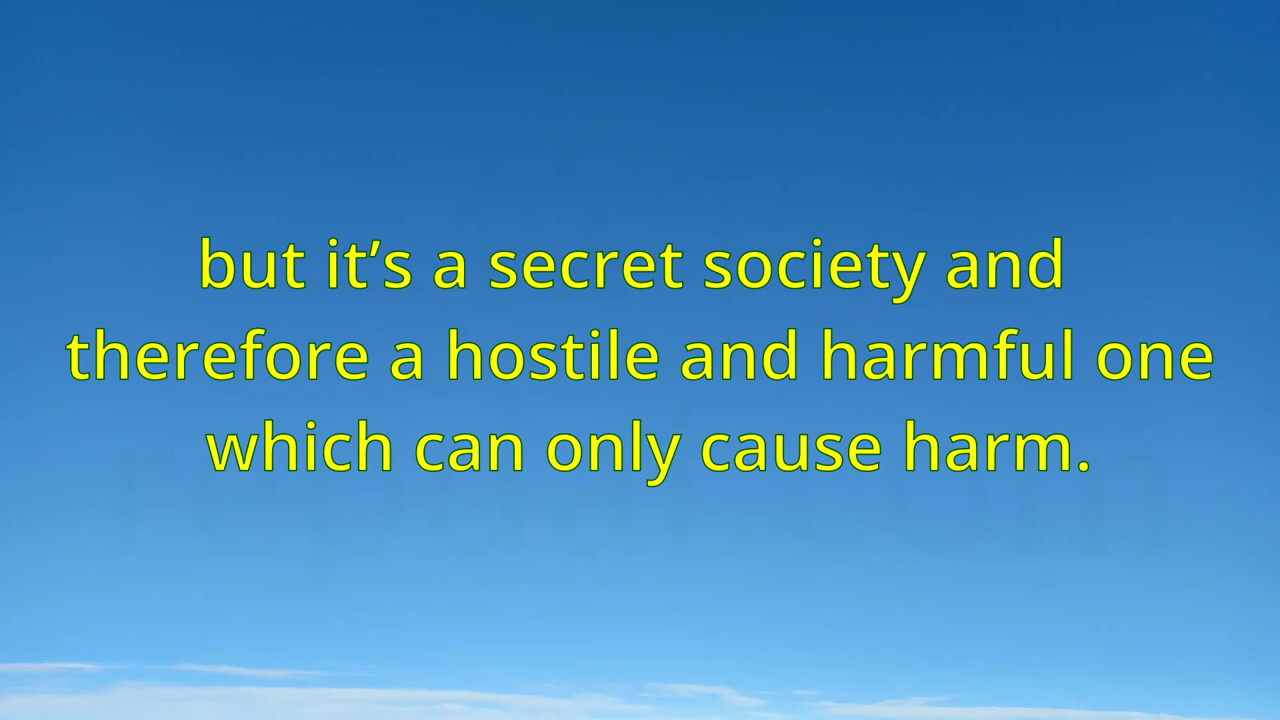 but it’s a secret society and
therefore a hostile and harmful one
which can only cause harm.